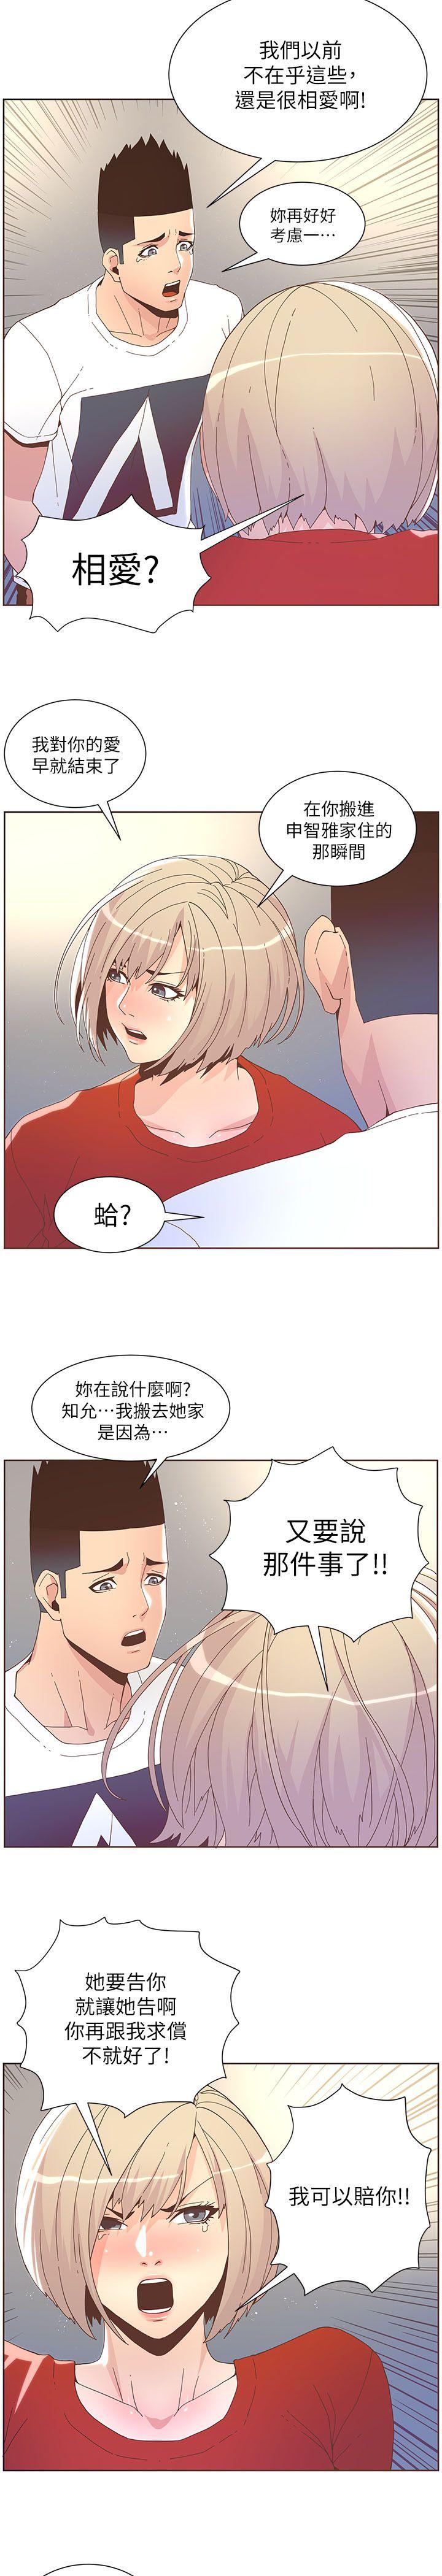 我們以前
不在乎這些，
還是很相愛啊!
妳再好好
考慮一…
相愛?
我對你的愛
早就結束了
在你搬進
申智雅家住的
那瞬間
蛤?
妳在說什麼啊?
知允…我搬去她家
是因為…
又要說
那件事了!!
她要告你
就讓她告啊
你再跟我求償
不就好了!
我可以賠你!!